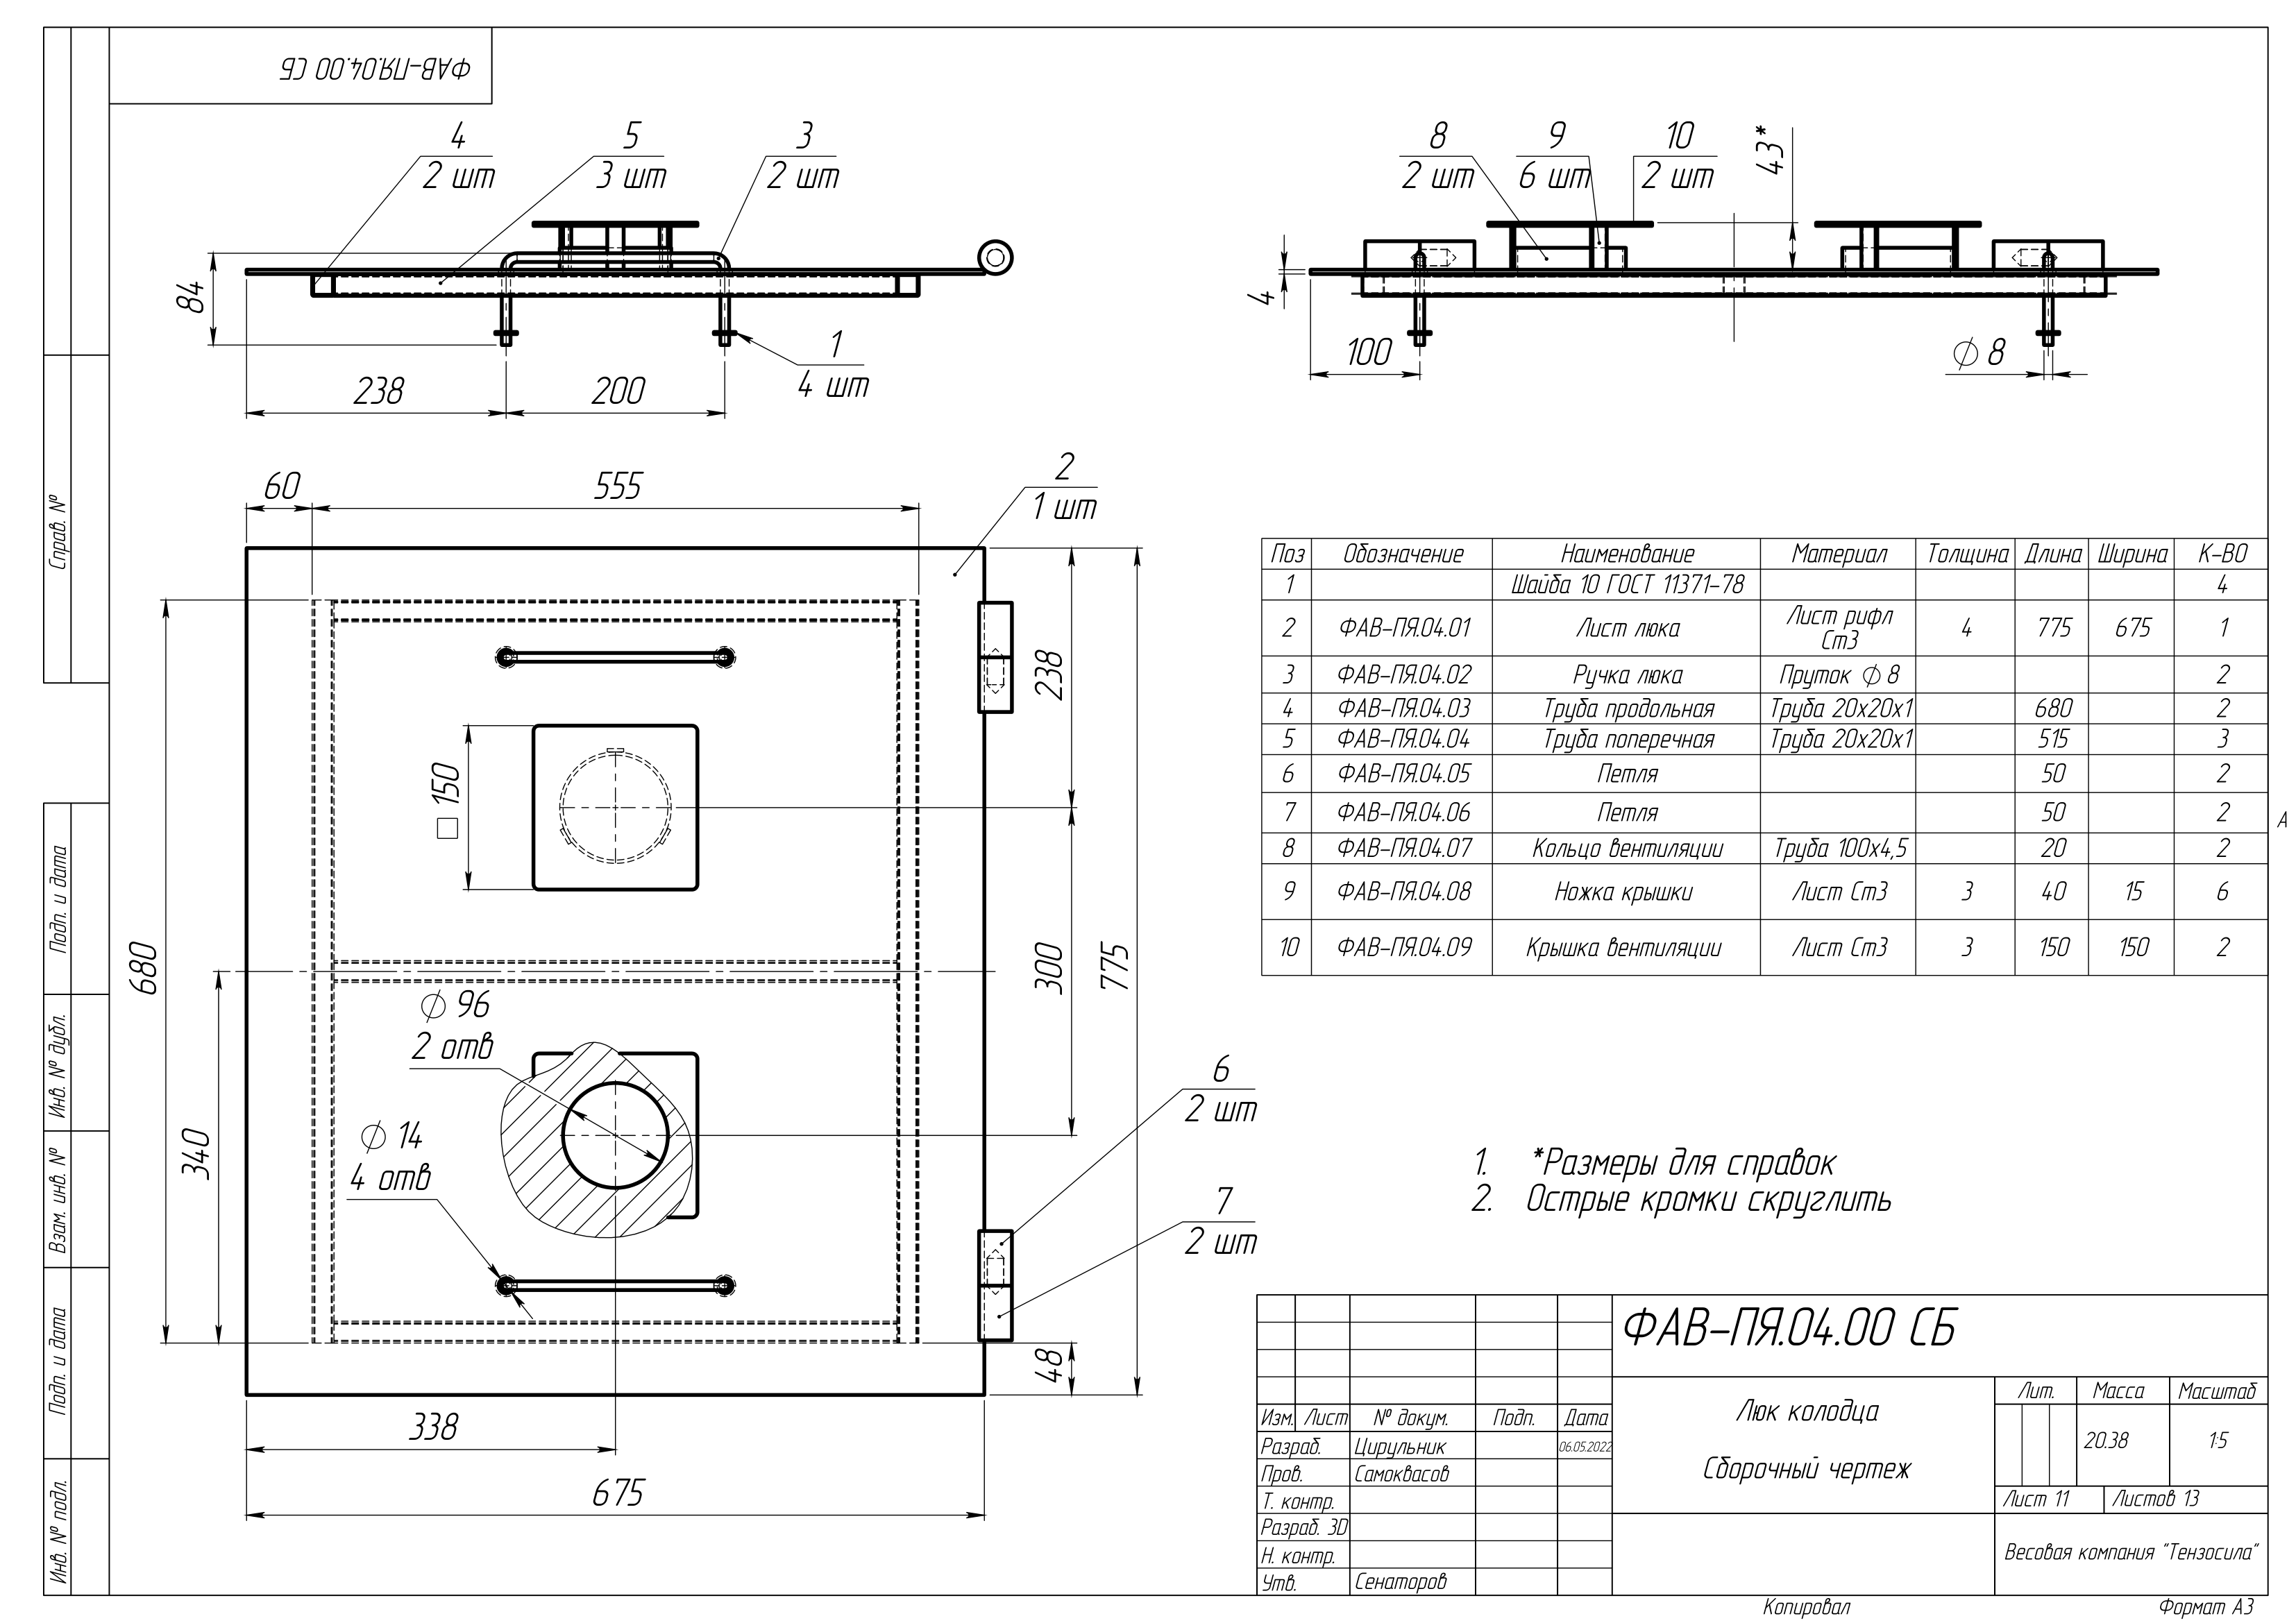 ФАВ-ПЯ.04.00 СБ
4
2 шт
5
3 шт
3
2 шт
8
2 шт
9
6 шт
10
2 шт
43*
84
238
200
1
4 шт
4
100
⌀ 8
60
555
2
1 шт
238
□ 150
680
340
⌀ 96
2 отв
⌀ 14
4 отв
300
775
6
2 шт
7
2 шт
48
338
675
Поз Обозначение Наименование Материал Толщина Длина Ширина К-ВО
1 Шайба 10 ГОСТ 11371-78 4
2 ФАВ-ПЯ.04.01 Лист люка Лист рифл Ст3 4 775 675 1
3 ФАВ-ПЯ.04.02 Ручка люка Пруток ⌀ 8 2
4 ФАВ-ПЯ.04.03 Труба продольная Труба 20х20х1 680 2
5 ФАВ-ПЯ.04.04 Труба поперечная Труба 20х20х1 515 3
6 ФАВ-ПЯ.04.05 Петля 50 2
7 ФАВ-ПЯ.04.06 Петля 50 2
8 ФАВ-ПЯ.04.07 Кольцо вентиляции Труба 100х4,5 20 2
9 ФАВ-ПЯ.04.08 Ножка крышки Лист Ст3 3 40 15 6
10 ФАВ-ПЯ.04.09 Крышка вентиляции Лист Ст3 3 150 150 2
А
1. *Размеры для справок
2. Острые кромки скруглить
Справ. №
Подп. и дата
Инв. № дубл.
Взам. инв. №
Подп. и дата
Инв. № подл.
ФАВ-ПЯ.04.00 СБ
Люк колодца
Сборочный чертеж
Лит. Масса Масштаб
20.38 1:5
Лист 11 Листов 13
Весовая компания "Тензосила"
Изм. Лист № докум. Подп. Дата
Разраб. Цирульник 06.05.2022
Пров. Самоквасов
Т. контр.
Разраб. 3D
Н. контр.
Утв. Сенаторов
Копировал Формат А3